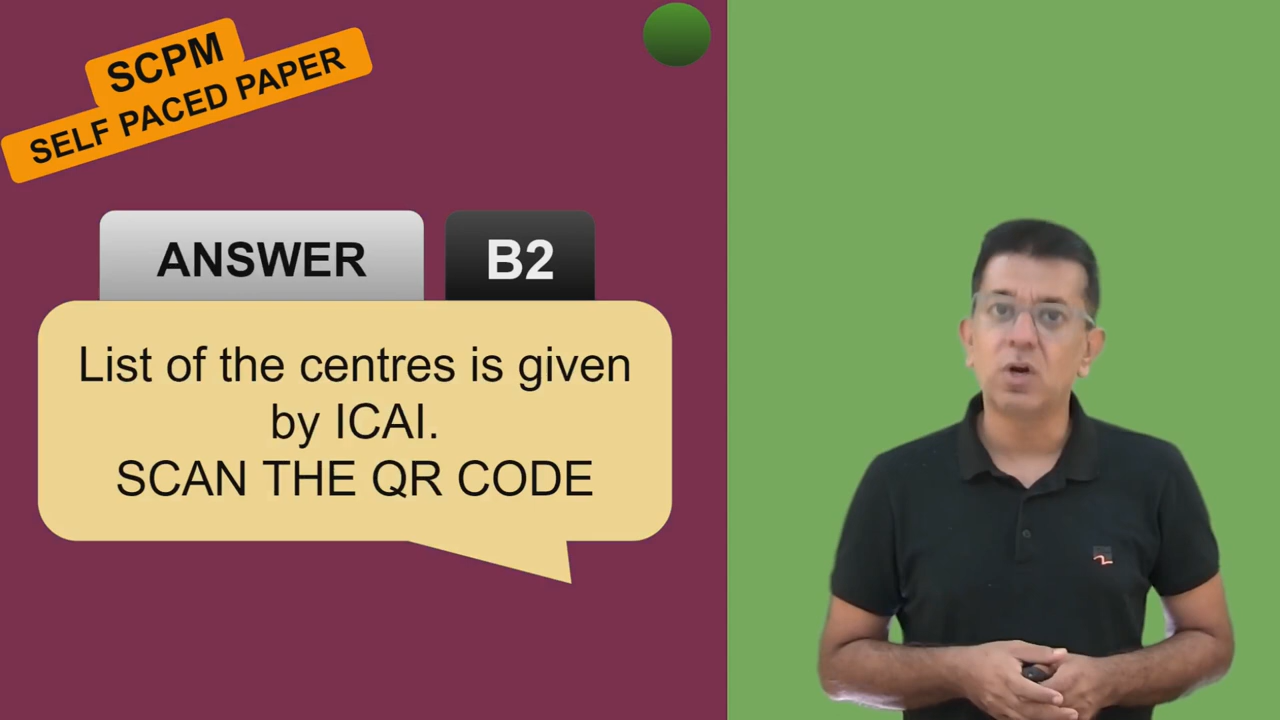 SCPM
SELF PACED PAPER
ANSWER
B2
List of the centres is given
by ICAI.
SCAN THE QR CODE